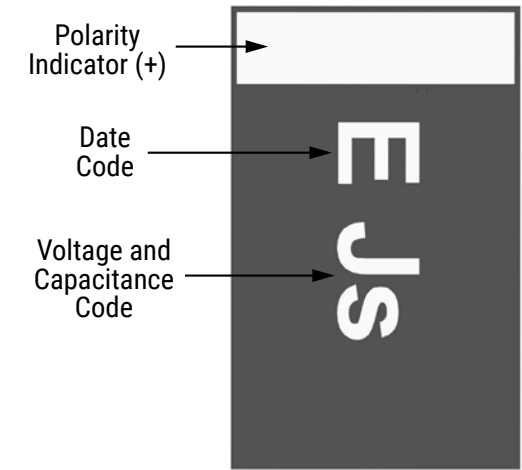 Polarity
Indicator (+)
Date
Code
Voltage and
Capacitance
Code
E JS